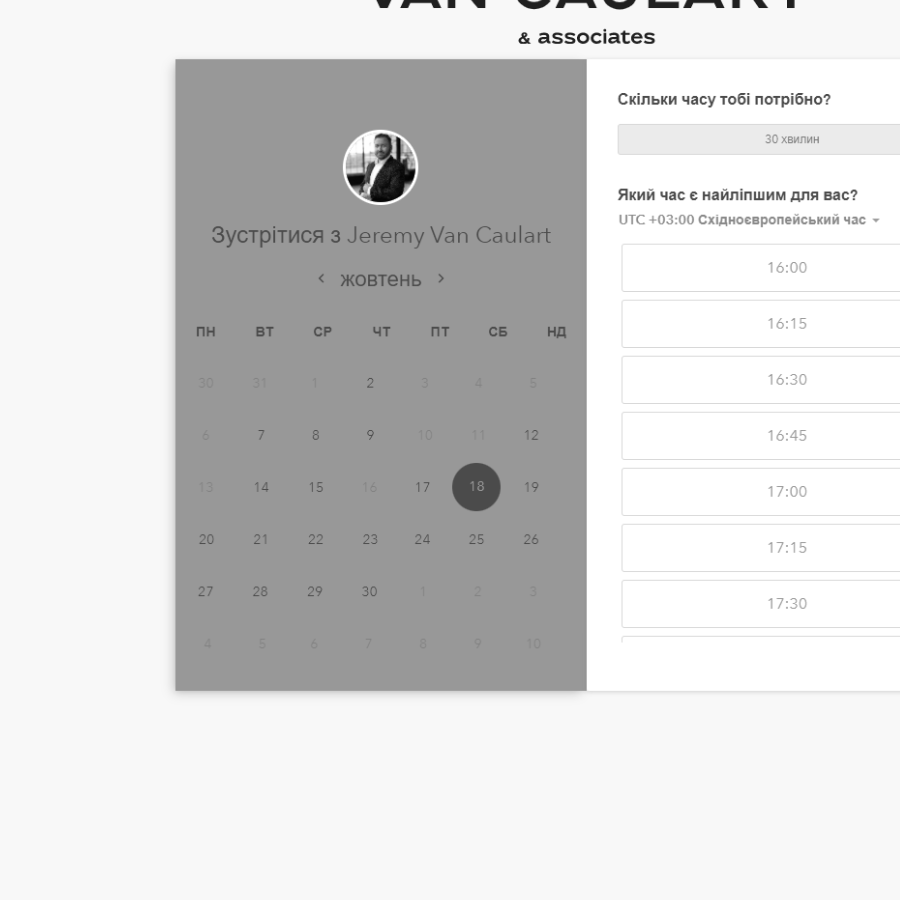 VAN CAULART
& associates
Зустрітися з Jeremy Van Caulart
жовтень
ПН ВТ СР ЧТ ПТ СБ НД
30 31 1 2 3 4 5
6 7 8 9 10 11 12
13 14 15 16 17 18 19
20 21 22 23 24 25 26
27 28 29 30 1 2 3
4 5 6 7 8 9 10
Скільки часу тобі потрібно?
30 хвилин
Який час є найліпшим для вас?
UTC +03:00 Східноєвропейський час
16:00
16:15
16:30
16:45
17:00
17:15
17:30